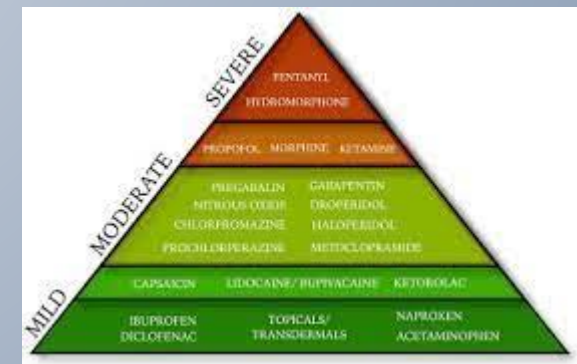 SEVERE
FENTANYL
HYDROMORPHONE
PROPOFOL MORPHINE KETAMINE
MODERATE
PREGABALIN GABAPENTIN
NITROUS OXIDE DROPERIDOL
CHLORPROMAZINE HALOPERIDOL
PROCHLORPERAZINE METOCLOPRAMIDE
MILD
CAPSAICIN LIDOCAINE/BUPIVACAINE KETOROLAC
IBUPROFEN TOPICALS/ NAPROXEN
DICLOFENAC TRANSDERMALS ACETAMINOPHEN